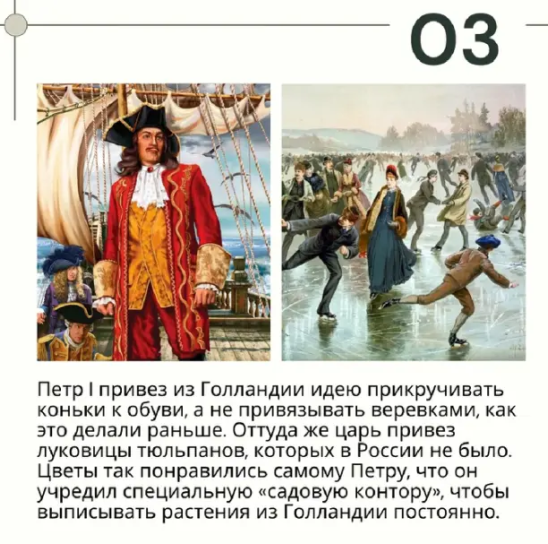 03
Петр I привез из Голландии идею прикручивать
коньки к обуви, а не привязывать веревками, как
это делали раньше. Оттуда же царь привез
луковицы тюльпанов, которых в России не было.
Цветы так понравились самому Петру, что он
учредил специальную «садовую контору», чтобы
выписывать растения из Голландии постоянно.